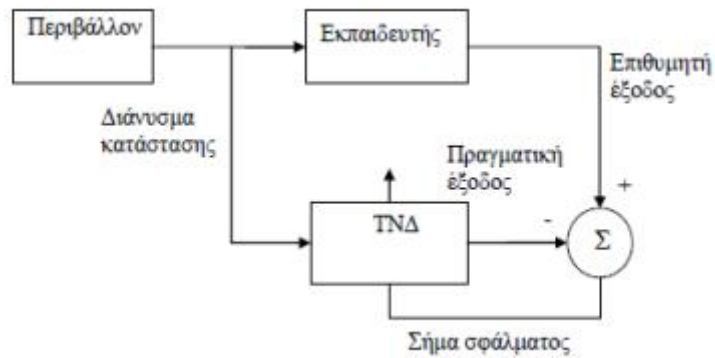 Περιβάλλον
Εκπαιδευτής
Επιθυμητή
έξοδος
Διάνυσμα
κατάστασης
Πραγματική
έξοδος
+
ΤΝΔ
-
Σ
Σήμα σφάλματος